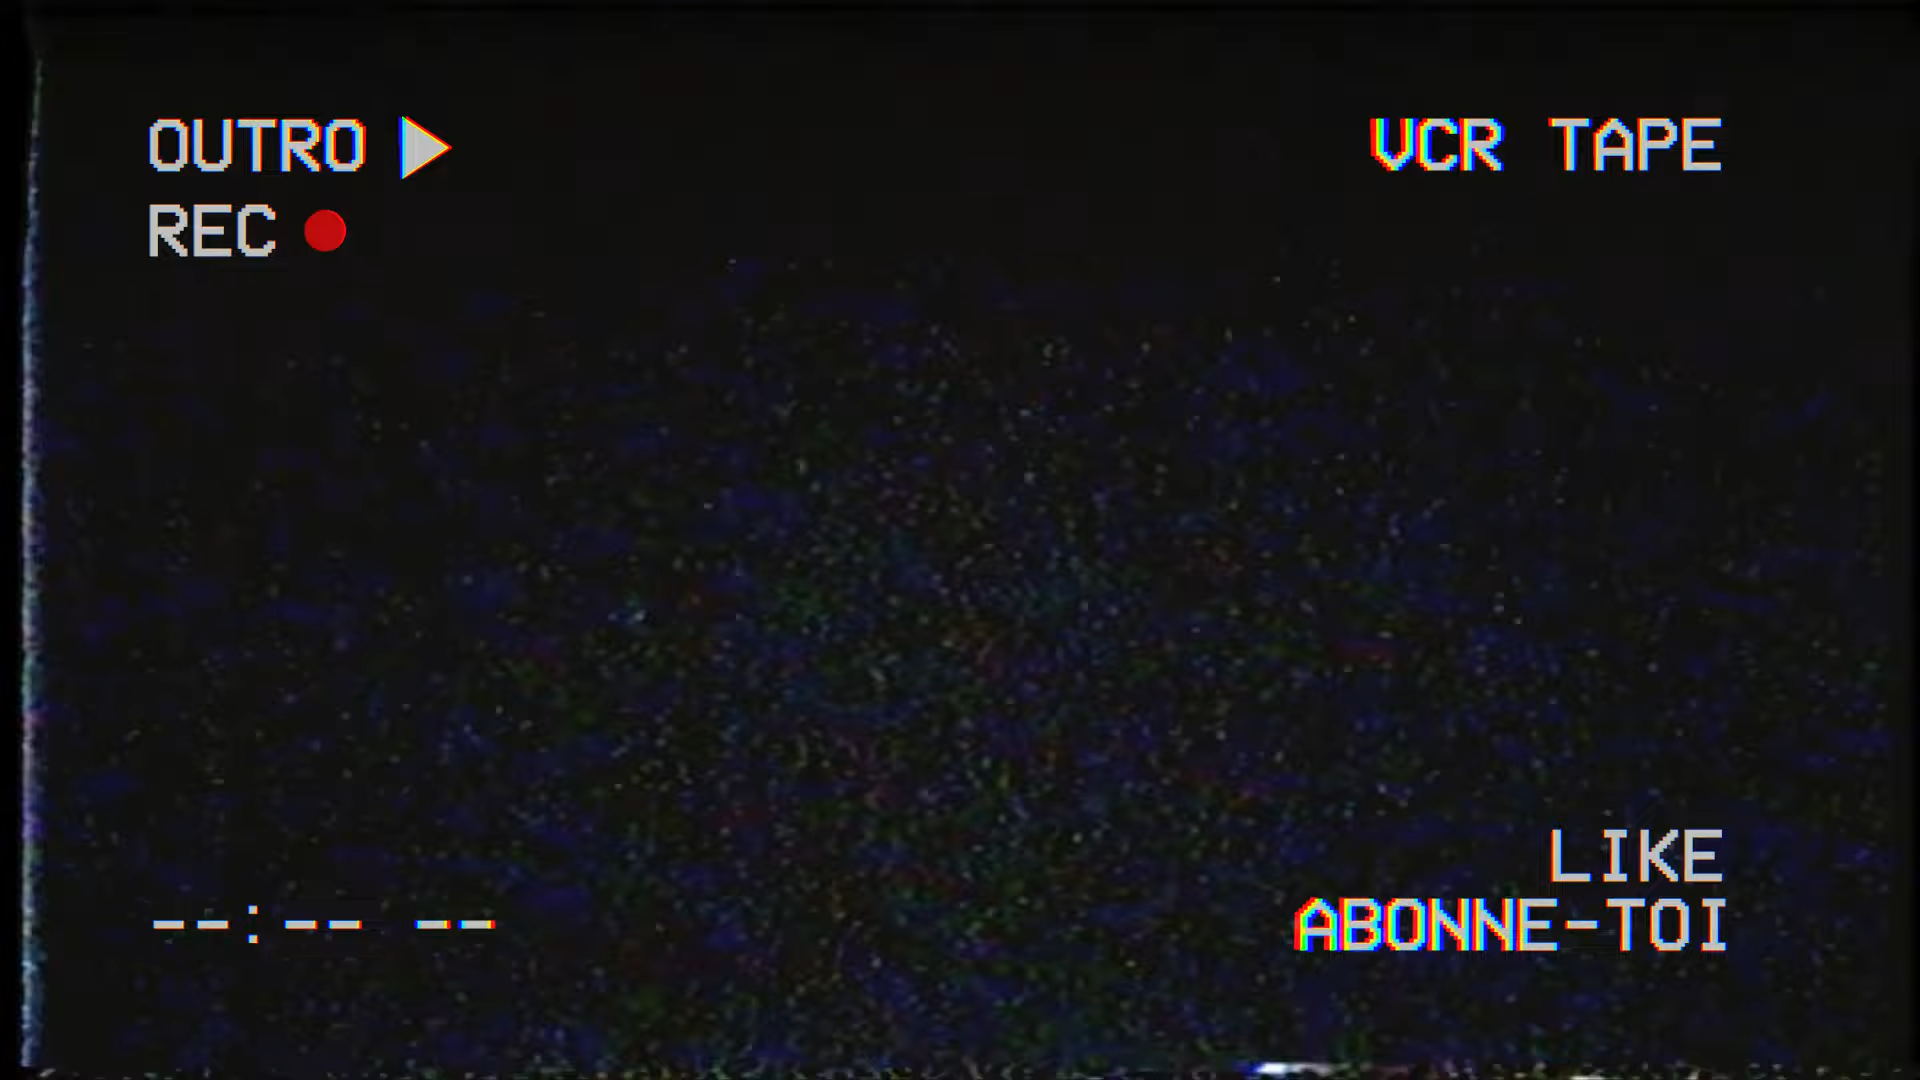 OUTRO ▶
VCR TAPE
REC
--:-- --
LIKE
ABONNE-TOI